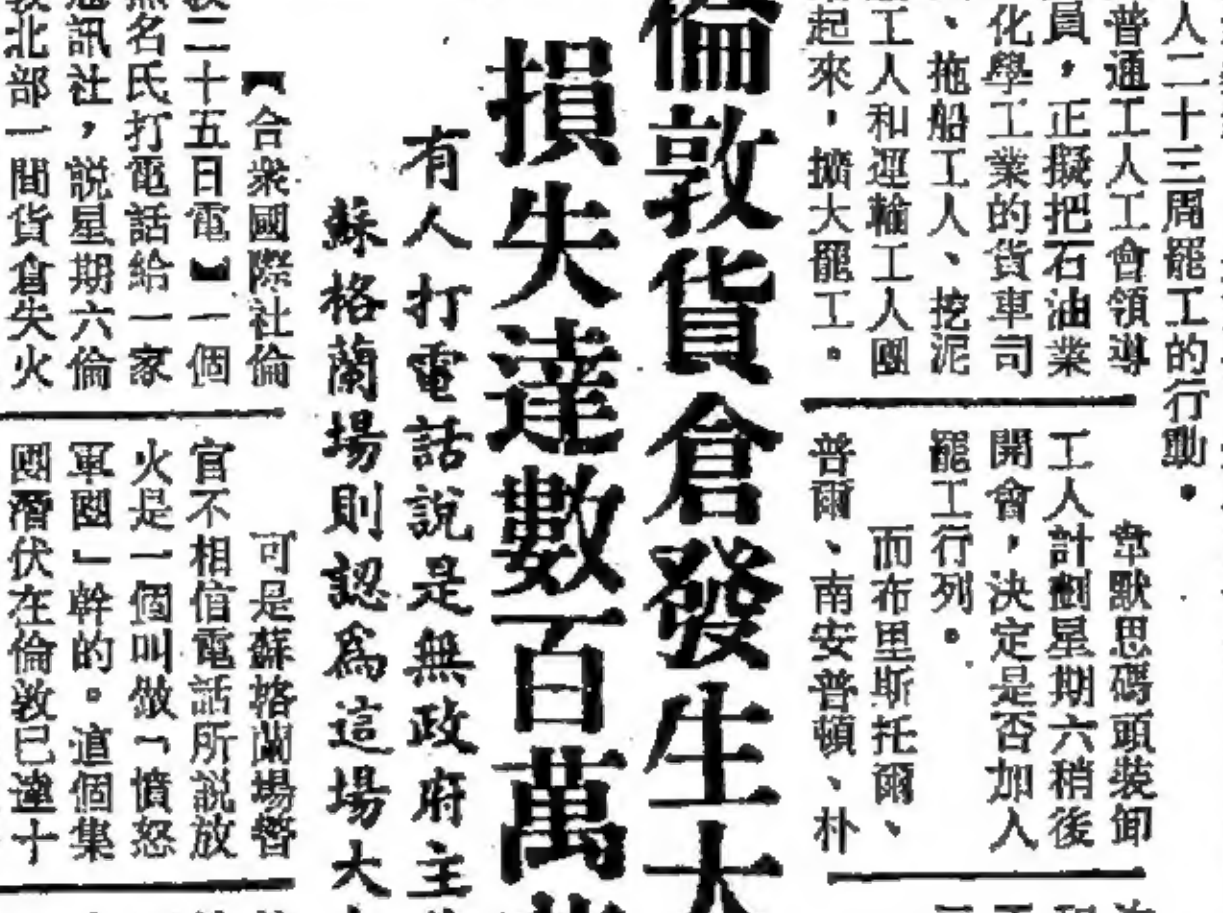 人二十三周罷工的行動。
普通工人工會領導
員，正擬把石油業
化學工業的貨車司
、拖船工人、挖泥
工人和運輸工人團
起來，擴大罷工。
韋默思碼頭裝卸
工人計劃星期六稍後
開會，決定是否加入
罷工行列。
而布里斯托爾、
普爾、南安普頓、朴
倫敦貨倉發生大
損失達數百萬
有人打電話說是無政府主
蘇格蘭場則認為這場大
【合衆國際社倫
二十五日電】一個
名氏打電話給一家
訊社，說星期六倫
北部一間貨倉失火
可是蘇格蘭場警
官不相信電話所說放
火是一個叫做「憤怒
軍團」幹的。這個集
團潛伏在倫敦已達十